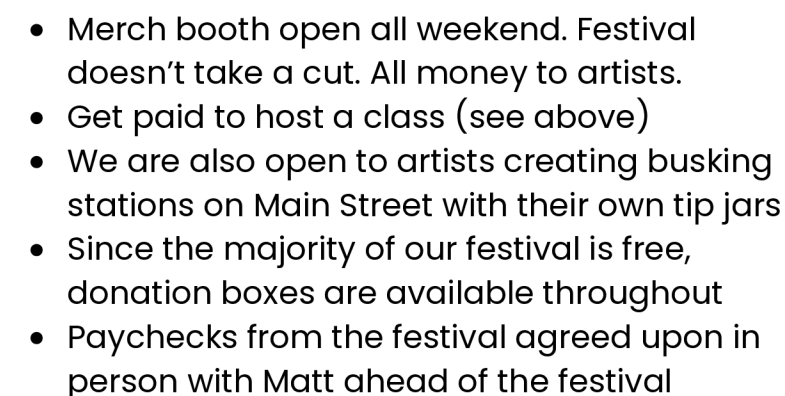 • Merch booth open all weekend. Festival
doesn’t take a cut. All money to artists.
• Get paid to host a class (see above)
• We are also open to artists creating busking
stations on Main Street with their own tip jars
• Since the majority of our festival is free,
donation boxes are available throughout
• Paychecks from the festival agreed upon in
person with Matt ahead of the festival